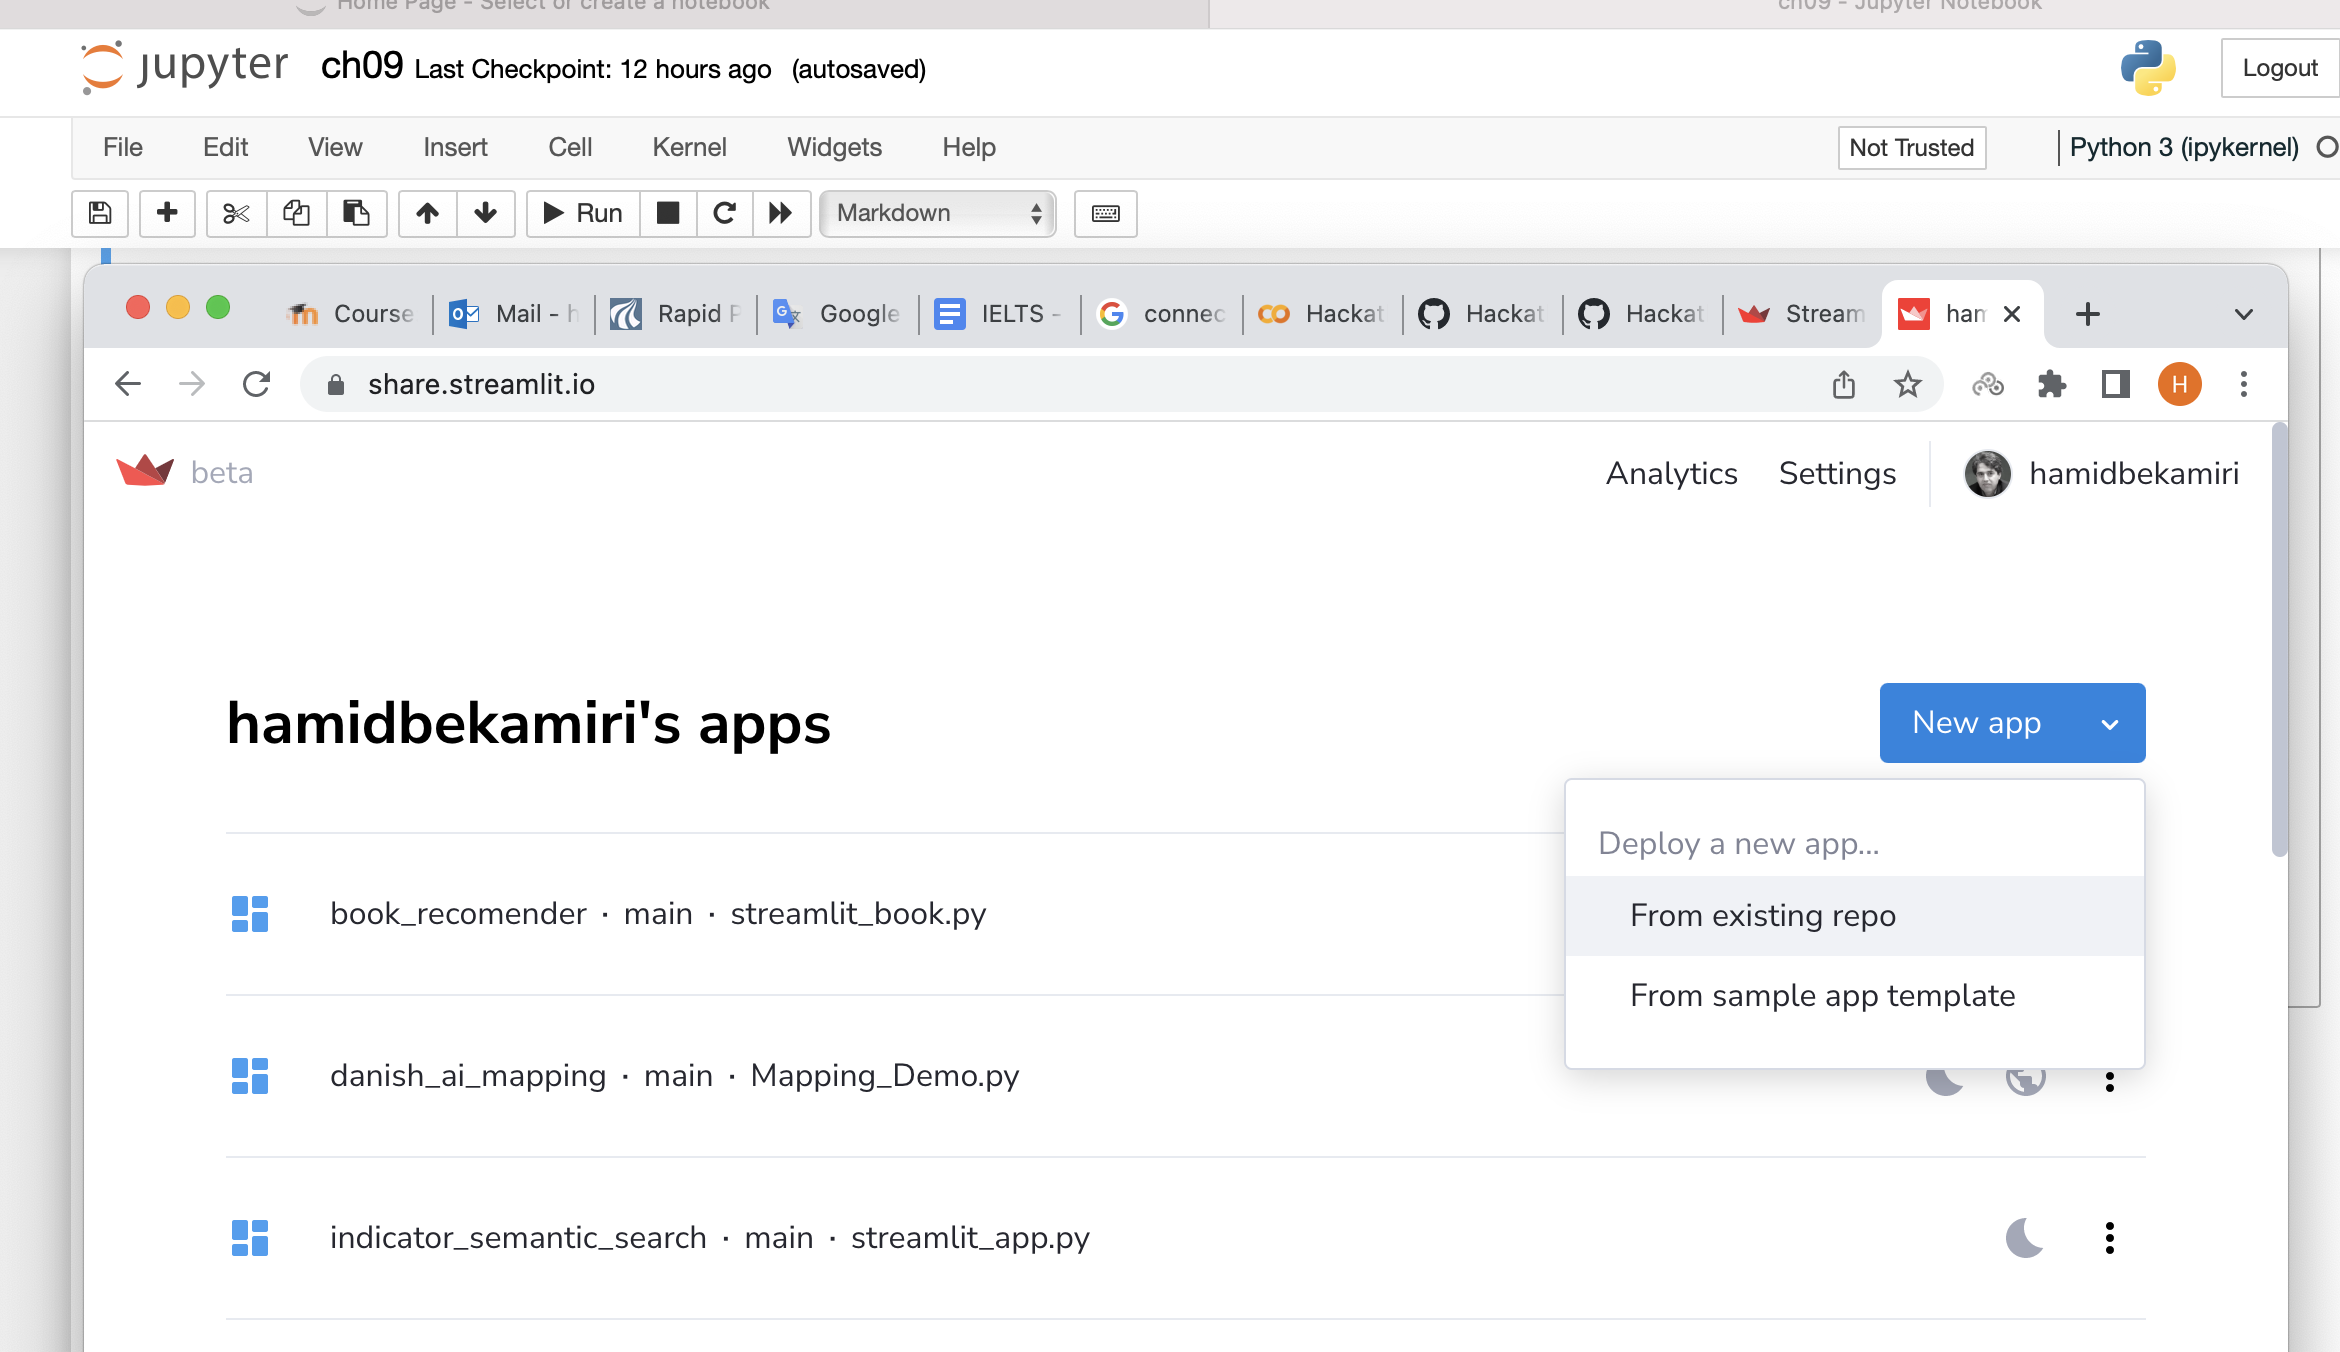 Home Page - Select or create a notebook
ch09 - Jupyter Notebook
jupyter ch09 Last Checkpoint: 12 hours ago (autosaved)
Logout
File Edit View Insert Cell Kernel Widgets Help
Not Trusted
Python 3 (ipykernel)
Run
Markdown
Course
Mail - h
Rapid P
Google
IELTS -
connec
Hackat
Hackat
Hackat
Stream
ham
share.streamlit.io
H
beta
Analytics Settings hamidbekamiri
hamidbekamiri's apps
New app
Deploy a new app...
From existing repo
From sample app template
book_recomender · main · streamlit_book.py
danish_ai_mapping · main · Mapping_Demo.py
indicator_semantic_search · main · streamlit_app.py